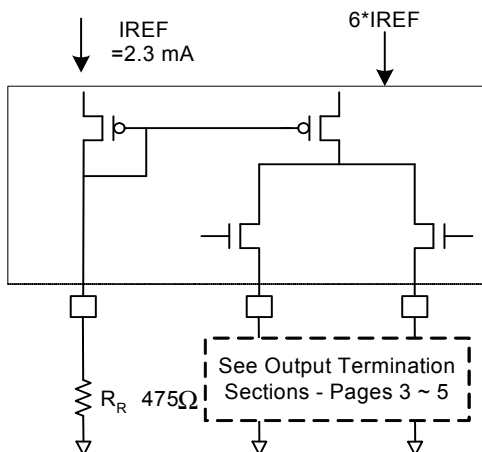 IREF
=2.3 mA
6*IREF
See Output Termination
Sections - Pages 3 ~ 5
RR 475Ω